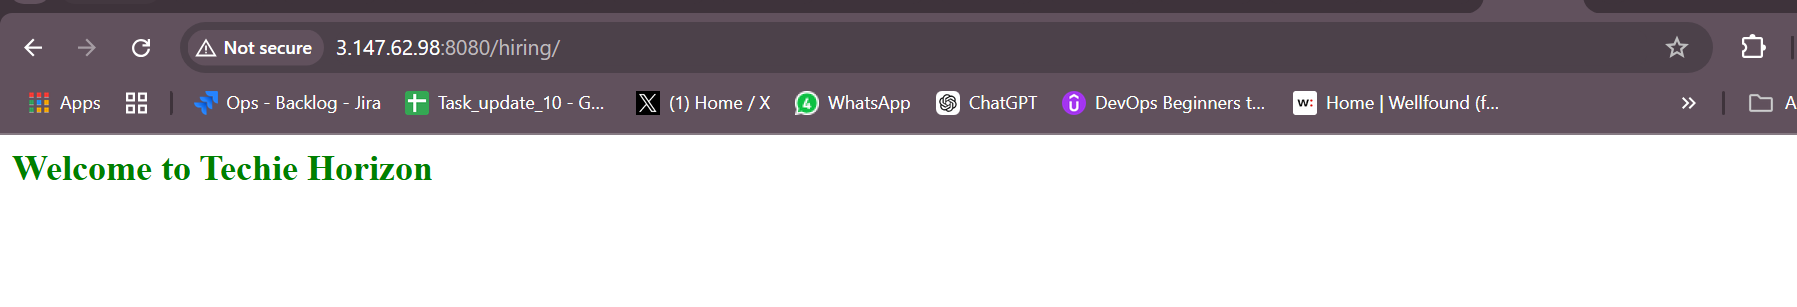 Not secure 3.147.62.98:8080/hiring/
Apps Ops - Backlog - Jira Task_update_10 - G... (1) Home / X 4 WhatsApp ChatGPT DevOps Beginners t... w: Home | Wellfound (f... » A
Welcome to Techie Horizon